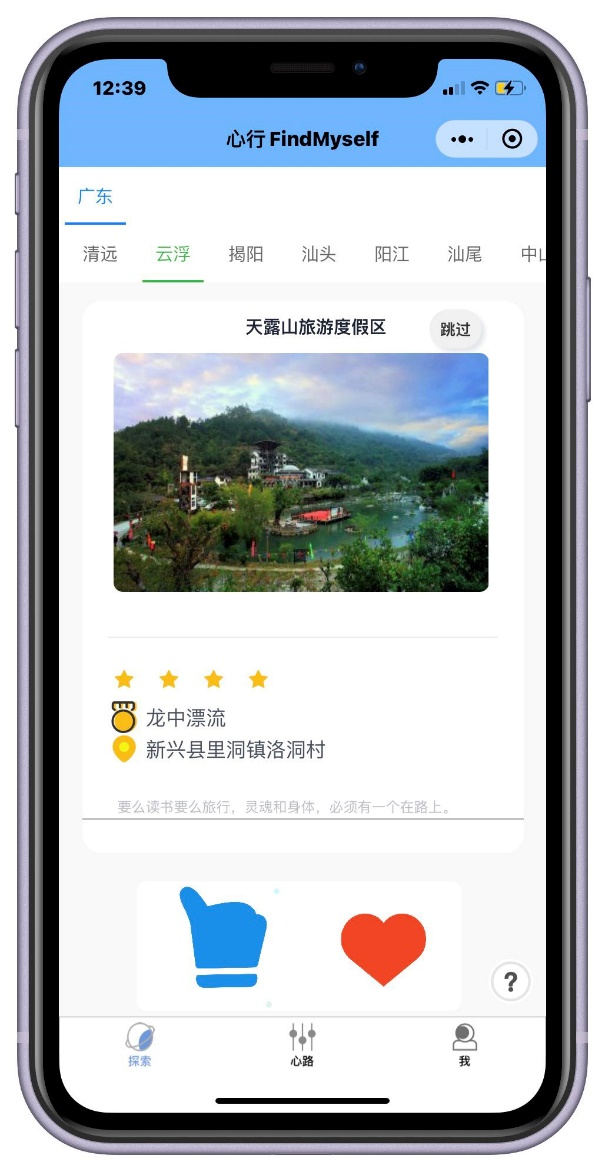 12:39
心行 FindMyself
广东
清远 云浮 揭阳 汕头 阳江 汕尾 中山
天露山旅游度假区 跳过
龙中漂流
新兴县里洞镇洛洞村
要么读书要么旅行，灵魂和身体，必须有一个在路上。
?
探索 心路 我